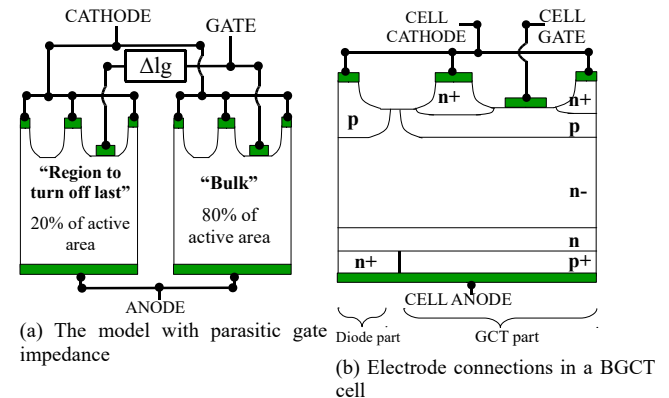 CATHODE
GATE
Δlg
“Region to
turn off last”
20% of active
area
“Bulk”
80% of
active area
ANODE
(a) The model with parasitic gate
impedance
CELL
CATHODE
CELL
GATE
n+
n+
p
p
n-
n
n+
p+
CELL ANODE
Diode part
GCT part
(b) Electrode connections in a BGCT
cell